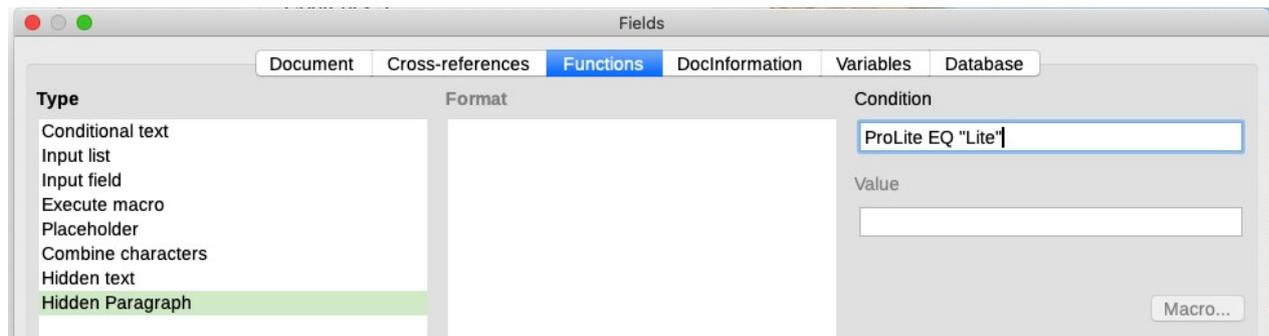 Fields
Document Cross-references Functions DocInformation Variables Database
Type
Conditional text
Input list
Input field
Execute macro
Placeholder
Combine characters
Hidden text
Hidden Paragraph
Format
Condition
ProLite EQ "Lite"
Value
Macro...